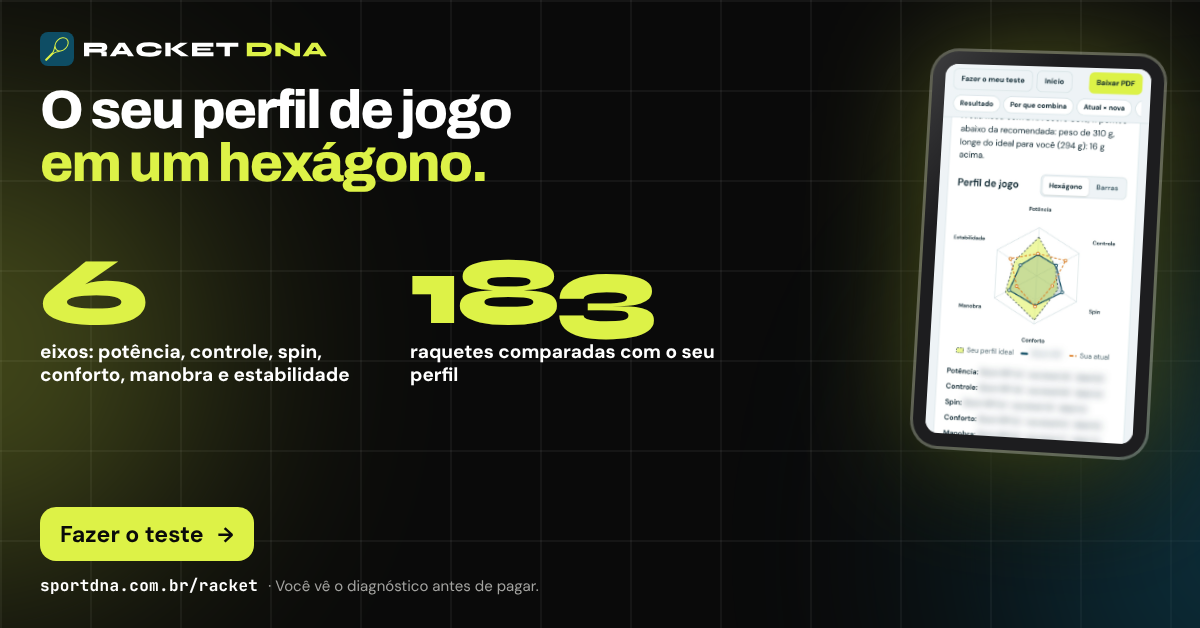 RACKET DNA
O seu perfil de jogo
em um hexágono.
6
eixos: potência, controle, spin,
conforto, manobra e estabilidade
183
raquetes comparadas com o seu
perfil
Fazer o teste →
sportdna.com.br/racket · Você vê o diagnóstico antes de pagar.
Fazer o meu teste
Início
Baixar PDF
Resultado
Por que combina
Atual + nova
abaixo da recomendada: peso de 310 g,
longe do ideal para você (294 g): 16 g
acima.
Perfil de jogo
Hexágono
Barras
Potência
Estabilidade
Controle
Manobra
Spin
Conforto
Seu perfil ideal
Sua atual
Potência:
Controle:
Spin:
Conforto:
Manobra: